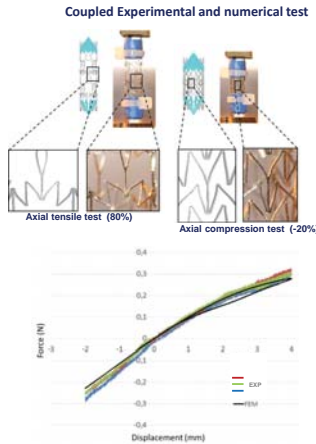 Coupled Experimental and numerical test
Axial tensile test (80%)
Axial compression test (-20%
0,4
0,3
0,2
0,1
0
-2
-1
0
1
2
3
4
-0,1
-0,2
-0,3
-0,4
Force (N)
Displacement (mm)
EXP
FEM